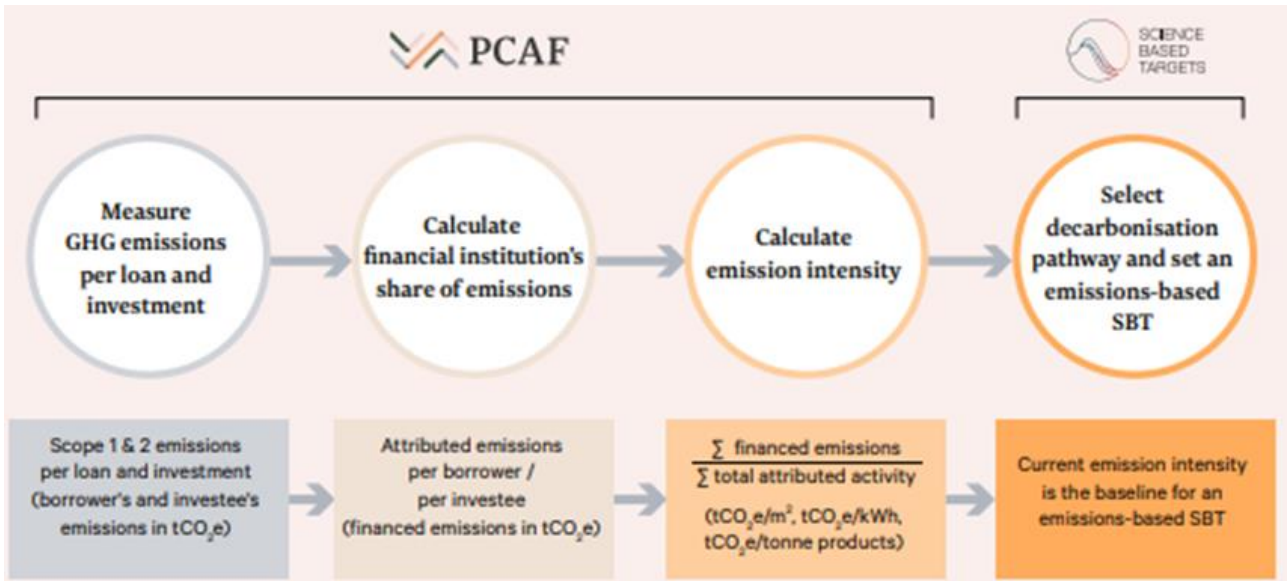 PCAF
SCIENCE
BASED
TARGETS
Measure
GHG emissions
per loan and
investment
Calculate
financial institution's
share of emissions
Calculate
emission intensity
Select
decarbonisation
pathway and set an
emissions-based
SBT
Scope 1 & 2 emissions
per loan and investment
(borrower's and investee's
emissions in tCO₂e)
Attributed emissions
per borrower /
per investee
(financed emissions in tCO₂e)
∑ financed emissions
∑ total attributed activity
(tCO₂e/m², tCO₂e/kWh,
tCO₂e/tonne products)
Current emission intensity
is the baseline for an
emissions-based SBT